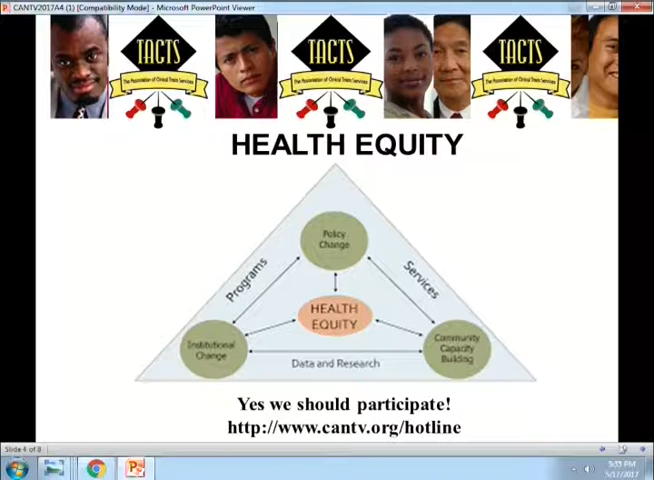 CANTV2017A4 (1) [Compatibility Mode] - Microsoft PowerPoint Viewer
TACTS
The Association of Clinical Trials Services
TACTS
The Association of Clinical Trials Services
TACTS
The Association of Clinical Trials Services
HEALTH EQUITY
Policy
Change
Programs
Services
HEALTH
EQUITY
Institutional
Change
Community
Capacity
Building
Data and Research
Yes we should participate!
http://www.cantv.org/hotline
Slide 4 of 8
5:33 PM
5/17/2017